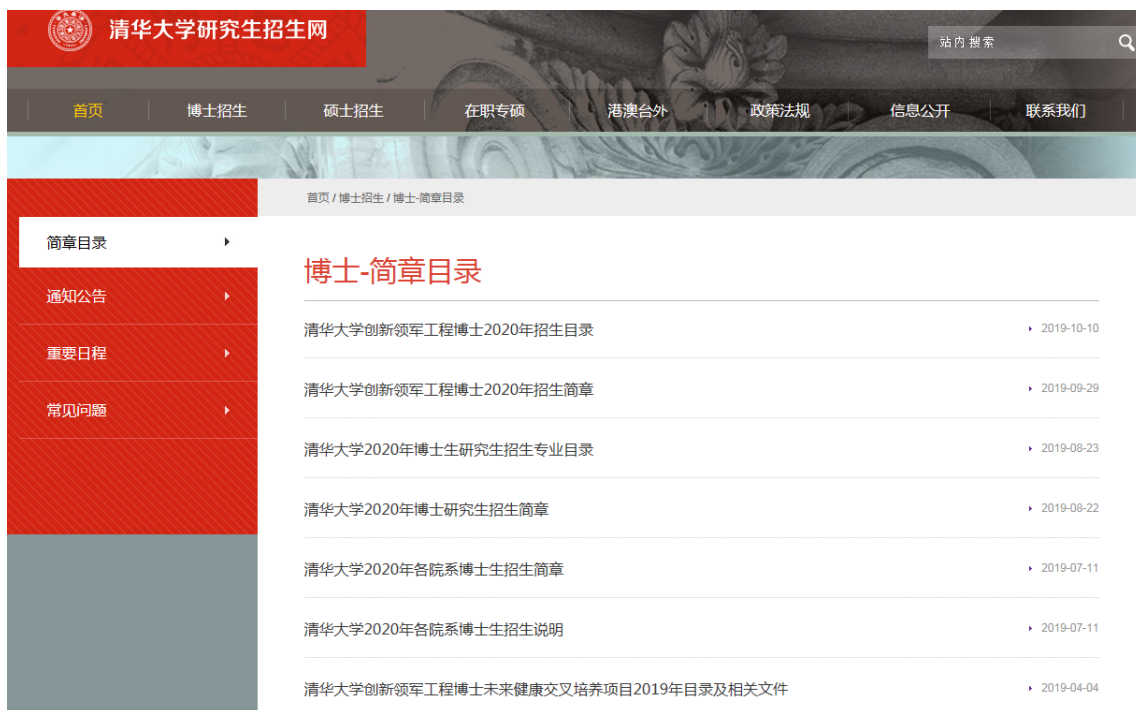 清华大学研究生招生网
站内搜索
首页 博士招生 硕士招生 在职专硕 港澳台外 政策法规 信息公开 联系我们
首页 / 博士招生 / 博士-简章目录
简章目录
通知公告
重要日程
常见问题
博士-简章目录
清华大学创新领军工程博士2020年招生目录 2019-10-10
清华大学创新领军工程博士2020年招生简章 2019-09-29
清华大学2020年博士生研究生招生专业目录 2019-08-23
清华大学2020年博士研究生招生简章 2019-08-22
清华大学2020年各院系博士生招生简章 2019-07-11
清华大学2020年各院系博士生招生说明 2019-07-11
清华大学创新领军工程博士未来健康交叉培养项目2019年目录及相关文件 2019-04-04